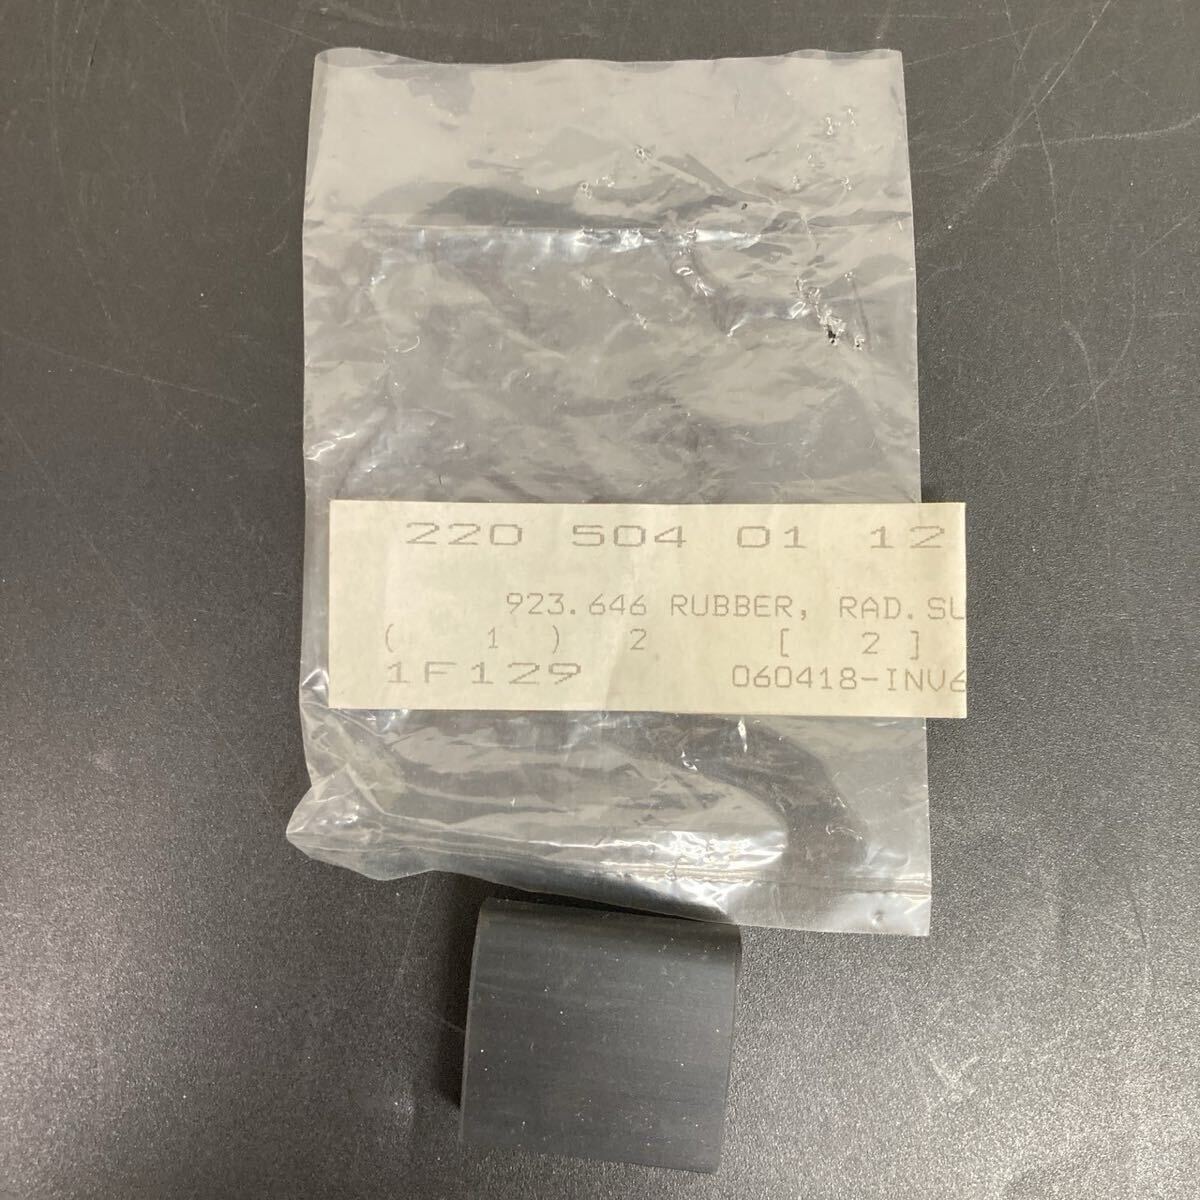 220 504 01 12
923.646 RUBBER, RAD.SU
( 1 ) 2 [ 2 ]
1F129 060418-INV6